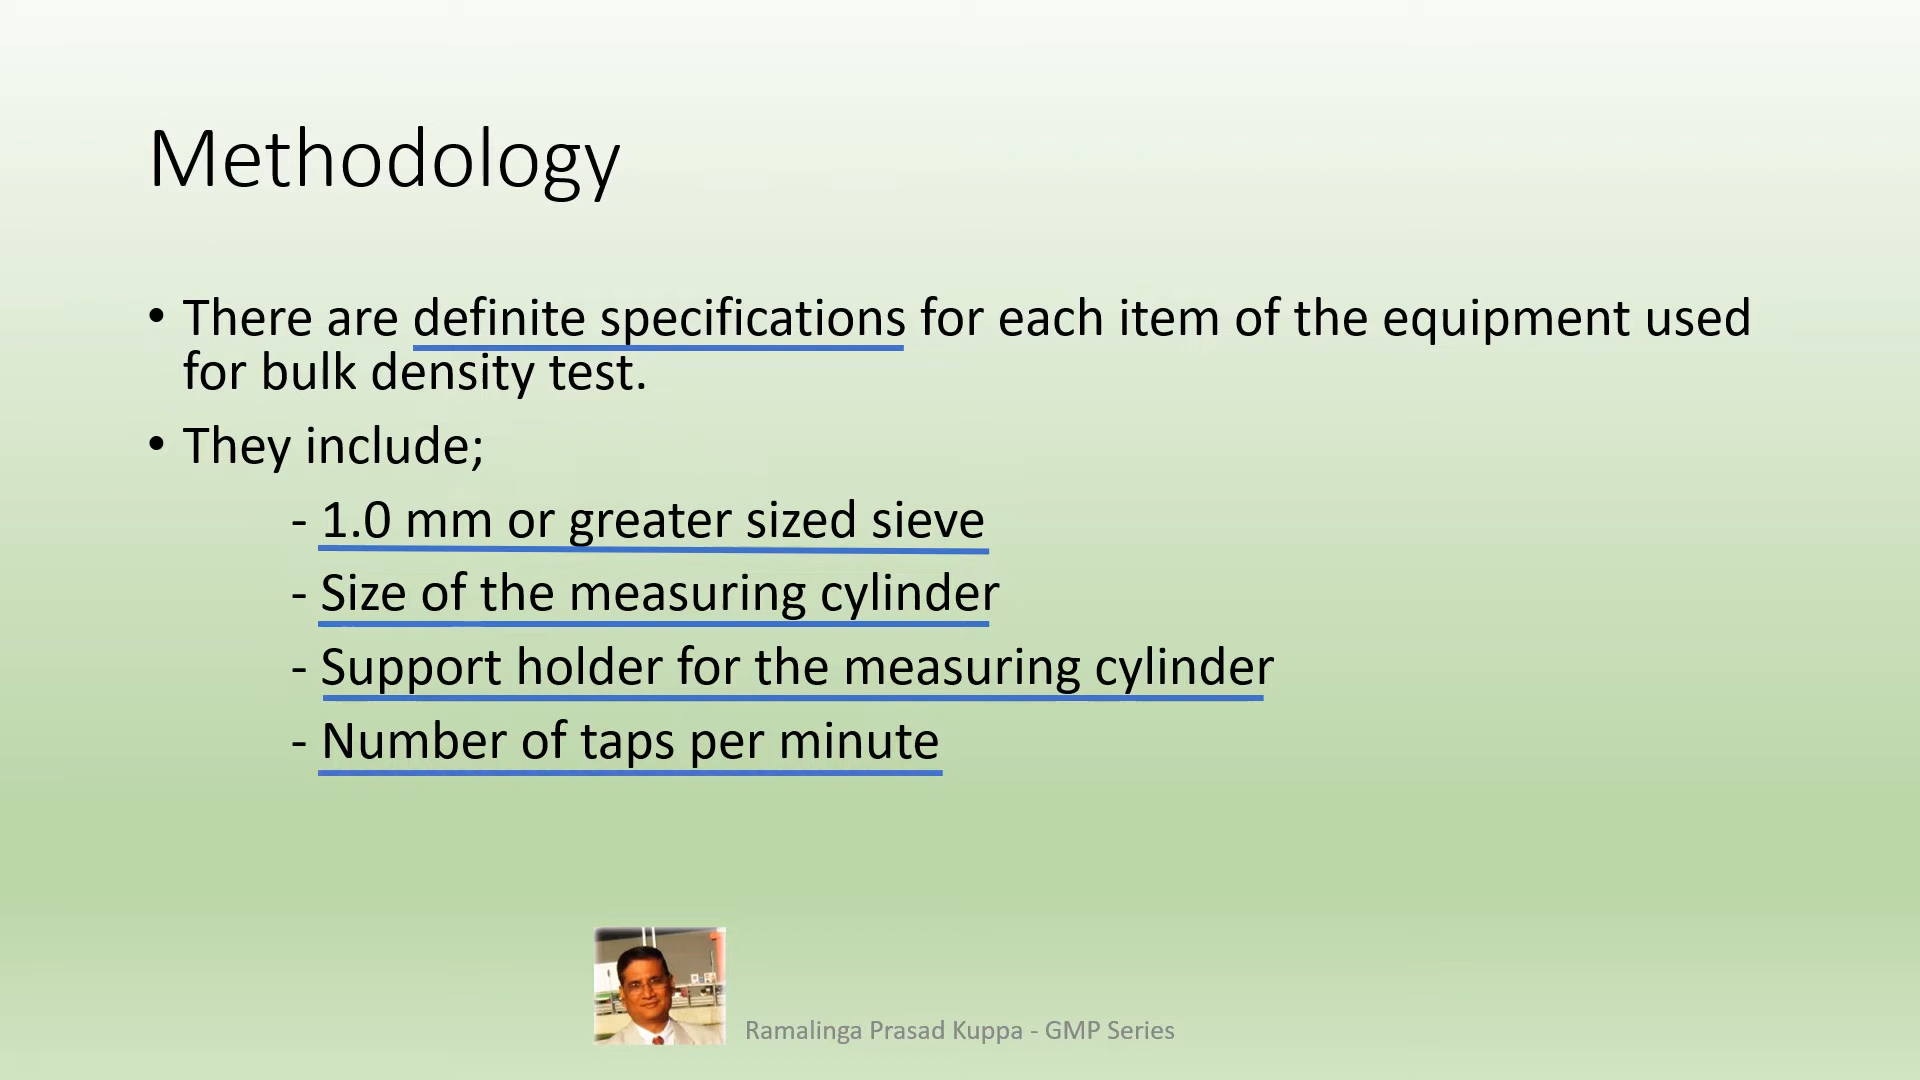 Methodology
• There are definite specifications for each item of the equipment used
for bulk density test.
• They include;
- 1.0 mm or greater sized sieve
- Size of the measuring cylinder
- Support holder for the measuring cylinder
- Number of taps per minute
Ramalinga Prasad Kuppa - GMP Series